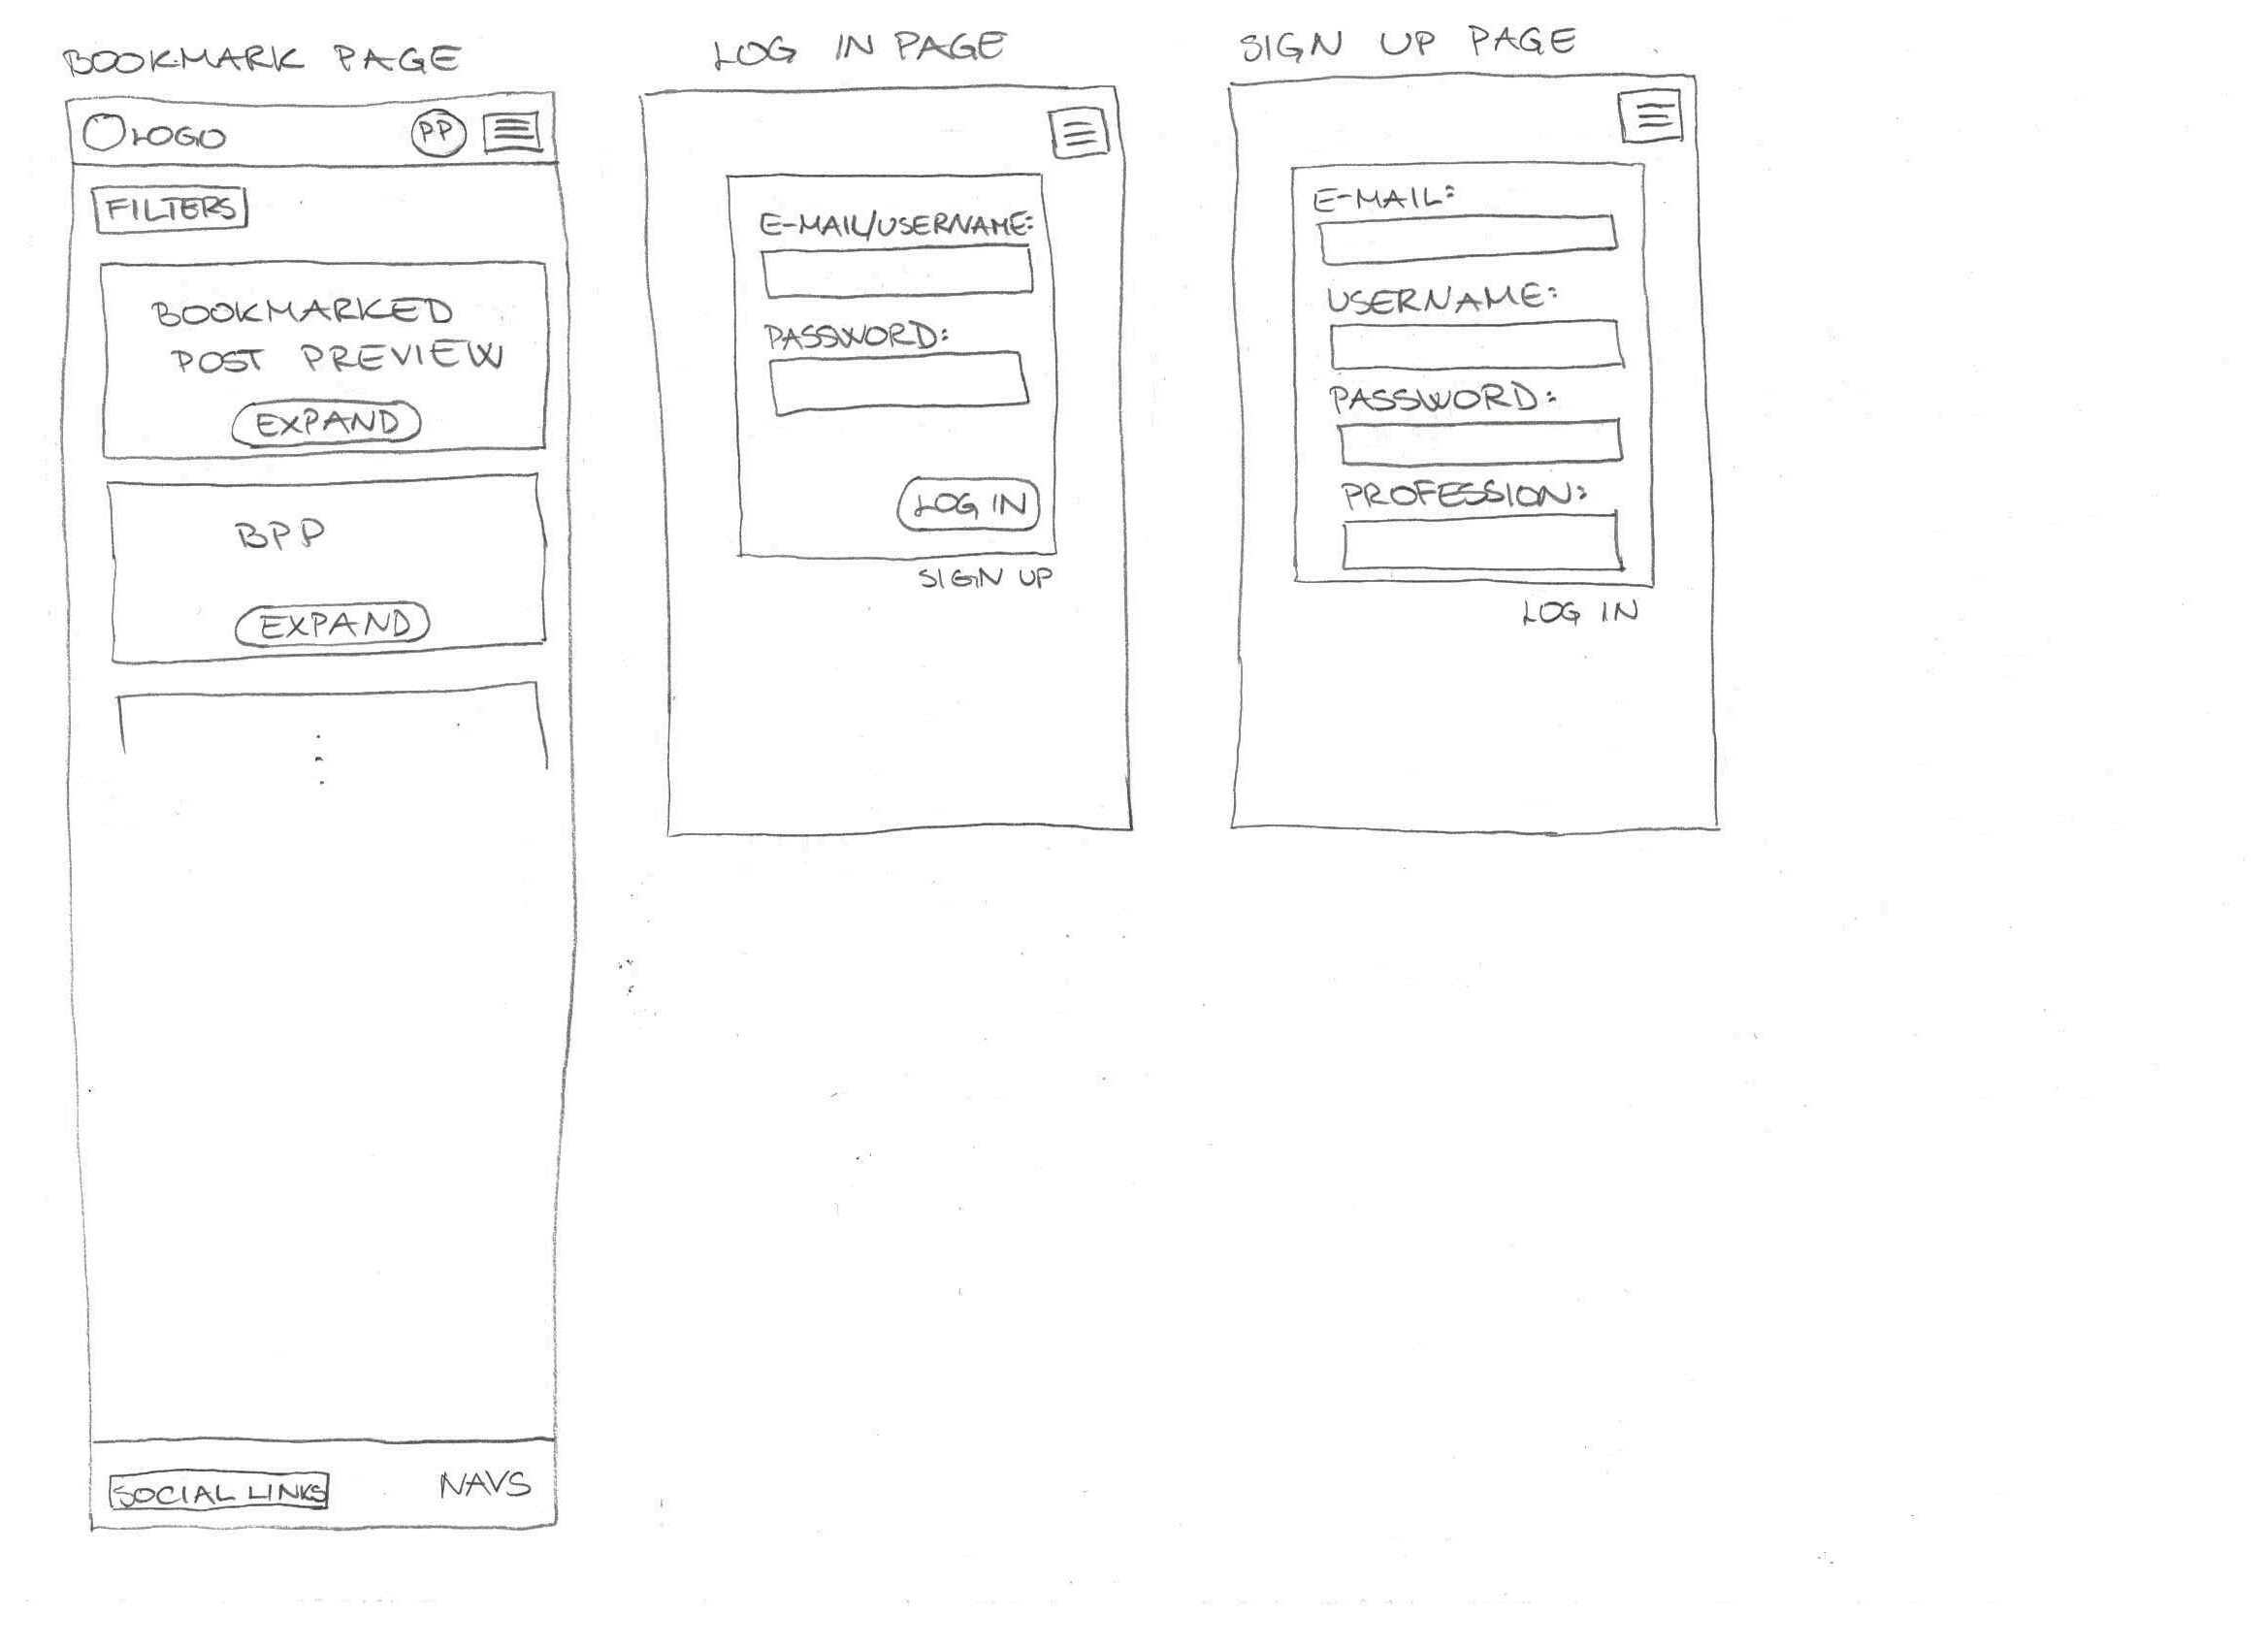 BOOKMARK PAGE
LOGO
PP
FILTERS
BOOKMARKED
POST PREVIEW
EXPAND
BPP
EXPAND
SOCIAL LINKS
NAVS
LOG IN PAGE
E-MAIL/USERNAME:
PASSWORD:
LOG IN
SIGN UP
SIGN UP PAGE
E-MAIL:
USERNAME:
PASSWORD:
PROFESSION:
LOG IN